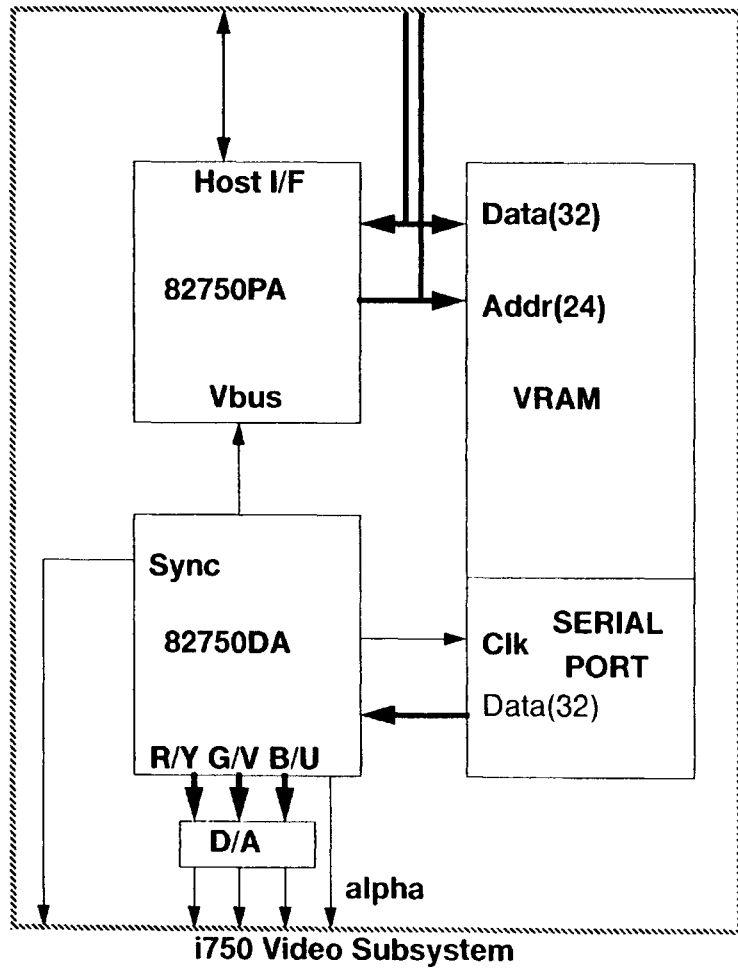 Host I/F
Data(32)
82750PA
Addr(24)
Vbus
VRAM
Sync
82750DA
Clk
SERIAL
PORT
Data(32)
R/Y G/V B/U
D/A
alpha
i750 Video Subsystem